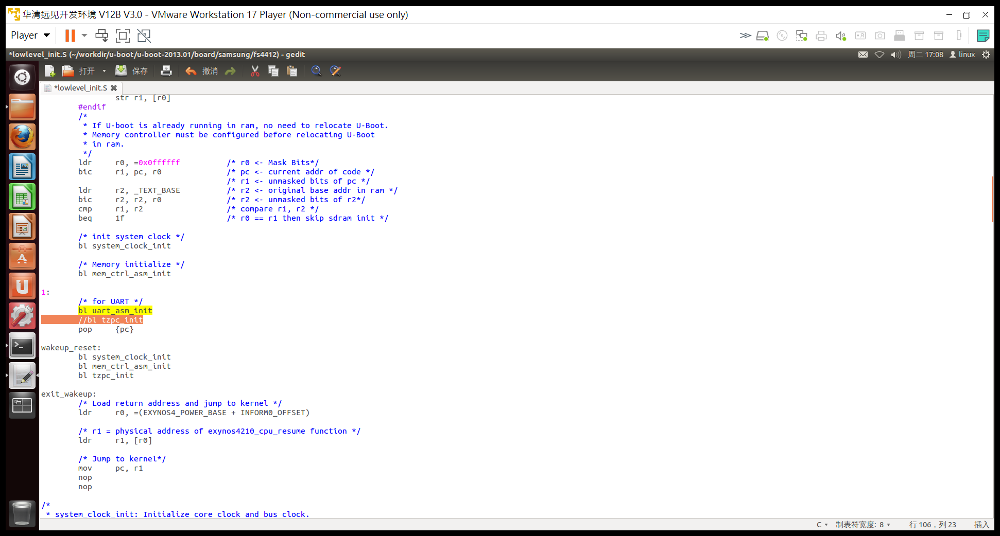 华清远见开发环境 V12B V3.0 - VMware Workstation 17 Player (Non-commercial use only)
Player
*lowlevel_init.S (~/workdir/u-boot/u-boot-2013.01/board/samsung/fs4412) - gedit
周二 17:08 linux
打开 保存 撤消
*lowlevel_init.S
str r1, [r0]
#endif
/*
* If U-boot is already running in ram, no need to relocate U-Boot.
* Memory controller must be configured before relocating U-Boot
* in ram.
*/
ldr r0, =0x0ffffff /* r0 <- Mask Bits*/
bic r1, pc, r0 /* pc <- current addr of code */
/* r1 <- unmasked bits of pc */
ldr r2, _TEXT_BASE /* r2 <- original base addr in ram */
bic r2, r2, r0 /* r2 <- unmasked bits of r2*/
cmp r1, r2 /* compare r1, r2 */
beq 1f /* r0 == r1 then skip sdram init */
/* init system clock */
bl system_clock_init
/* Memory initialize */
bl mem_ctrl_asm_init
1:
/* for UART */
bl uart_asm_init
//bl tzpc_init
pop {pc}
wakeup_reset:
bl system_clock_init
bl mem_ctrl_asm_init
bl tzpc_init
exit_wakeup:
/* Load return address and jump to kernel */
ldr r0, =(EXYNOS4_POWER_BASE + INFORM0_OFFSET)
/* r1 = physical address of exynos4210_cpu_resume function */
ldr r1, [r0]
/* Jump to kernel*/
mov pc, r1
nop
nop
/*
* system_clock_init: Initialize core clock and bus clock.
C 制表符宽度: 8 行 106，列 23 插入